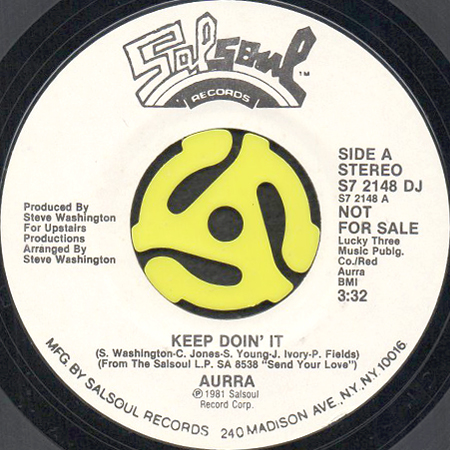 Salsoul ™
RECORDS
SIDE A
STEREO
S7 2148 DJ
S7 2148 A
NOT
FOR SALE
Lucky Three
Music Publg.
Co./Red
Aurra
BMI
3:32
Produced By
Steve Washington
For Upstairs
Productions
Arranged By
Steve Washington
KEEP DOIN' IT
(S. Washington-C. Jones-S. Young-J. Ivory-P. Fields)
(From The Salsoul L.P. SA 8538 "Send Your Love")
AURRA
℗ 1981 Salsoul
Record Corp.
MFG. BY SALSOUL RECORDS 240 MADISON AVE., NY, NY. 10016